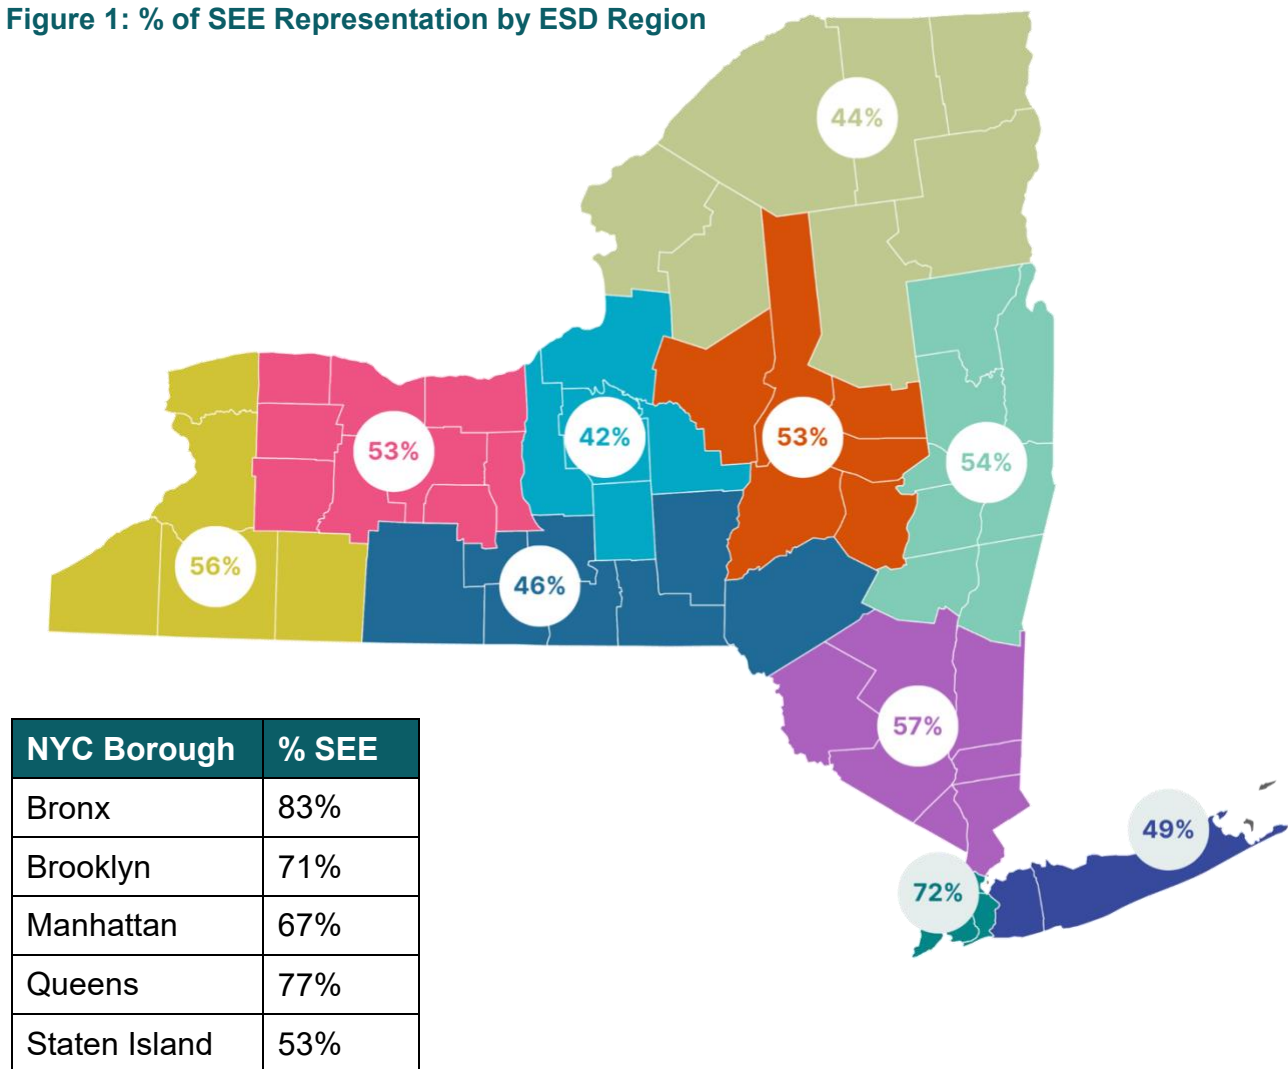 Figure 1: % of SEE Representation by ESD Region
44%
53%
42%
53%
54%
56%
46%
57%
49%
72%
NYC Borough % SEE
Bronx 83%
Brooklyn 71%
Manhattan 67%
Queens 77%
Staten Island 53%